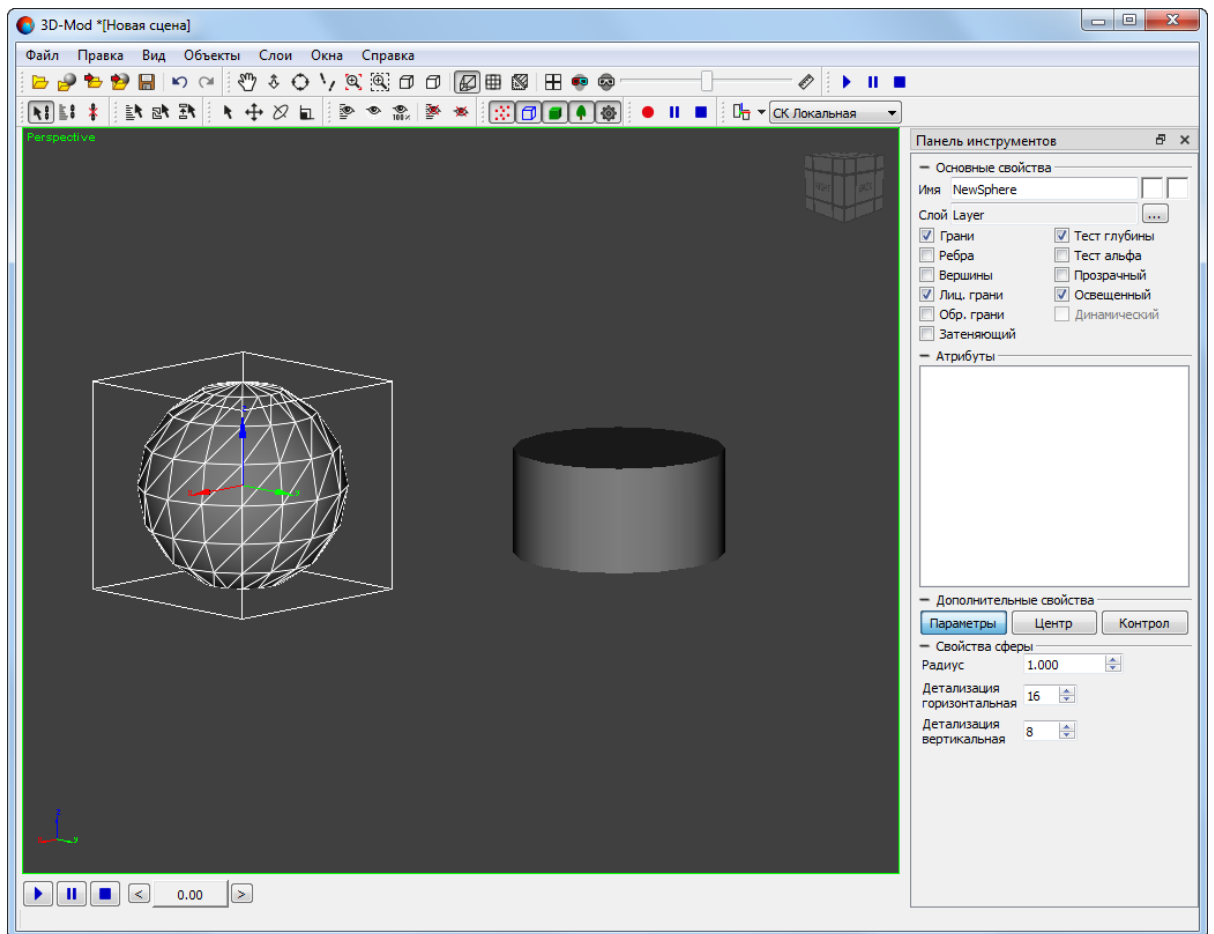 3D-Mod *[Новая сцена]
Файл Правка Вид Объекты Слои Окна Справка
100%
СК Локальная
Perspective
Панель инструментов
Основные свойства
Имя NewSphere
Слой Layer ...
Грани Тест глубины
Ребра Тест альфа
Вершины Прозрачный
Лиц. грани Освещенный
Обр. грани Динамический
Затеняющий
Атрибуты
z
x y
Дополнительные свойства
Параметры Центр Контрол
Свойства сферы
Радиус 1.000
Детализация
горизонтальная 16
Детализация
вертикальная 8
z
x y
< 0.00 >